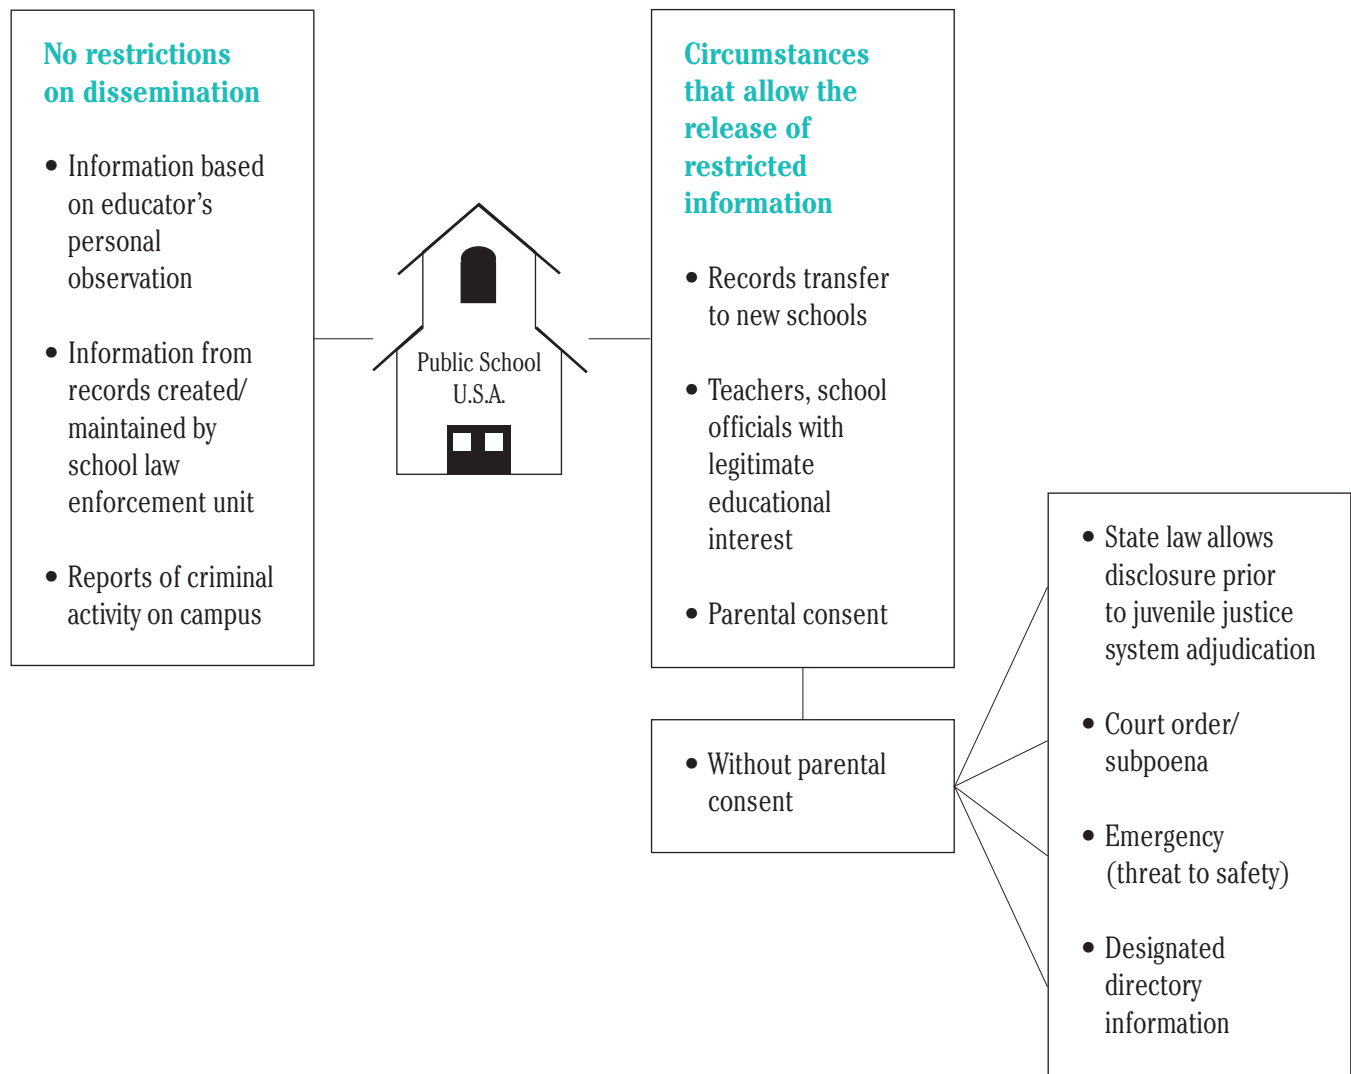 No restrictions
on dissemination
• Information based
on educator’s
personal
observation
• Information from
records created/
maintained by
school law
enforcement unit
• Reports of criminal
activity on campus
Public School
U.S.A.
Circumstances
that allow the
release of
restricted
information
• Records transfer
to new schools
• Teachers, school
officials with
legitimate
educational
interest
• Parental consent
• Without parental
consent
• State law allows
disclosure prior
to juvenile justice
system adjudication
• Court order/
subpoena
• Emergency
(threat to safety)
• Designated
directory
information